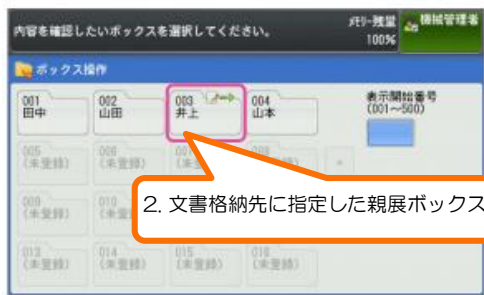 内容を確認したいボックスを選択してください。
メモリー残量
100%
機械管理者
ボックス操作
001
田中
002
山田
003
井上
004
山本
表示開始番号
(001~500)
005
(未登録)
006
(未登録)
009
(未登録)
010
2. 文書格納先に指定した親展ボックス
013
(未登録)
014
(未登録)
015
(未登録)
016
(未登録)